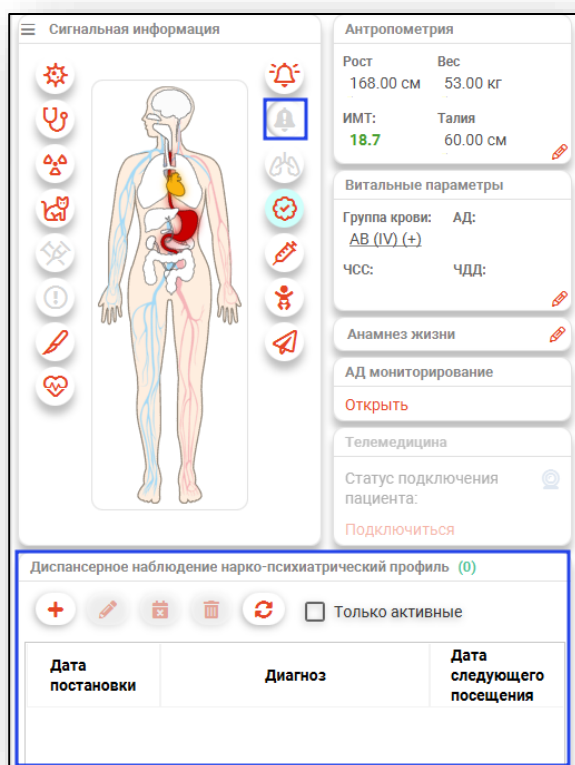 Сигнальная информация
Антропометрия
Рост Вес
168.00 см 53.00 кг
ИМТ: Талия
18.7 60.00 см
Витальные параметры
Группа крови: АД:
AB (IV) (+)
ЧСС: ЧДД:
Анамнез жизни
АД мониторирование
Открыть
Телемедицина
Статус подключения
пациента:
Подключиться
Диспансерное наблюдение нарко-психиатрический профиль (0)
Только активные
Дата
постановки
Диагноз
Дата
следующего
посещения